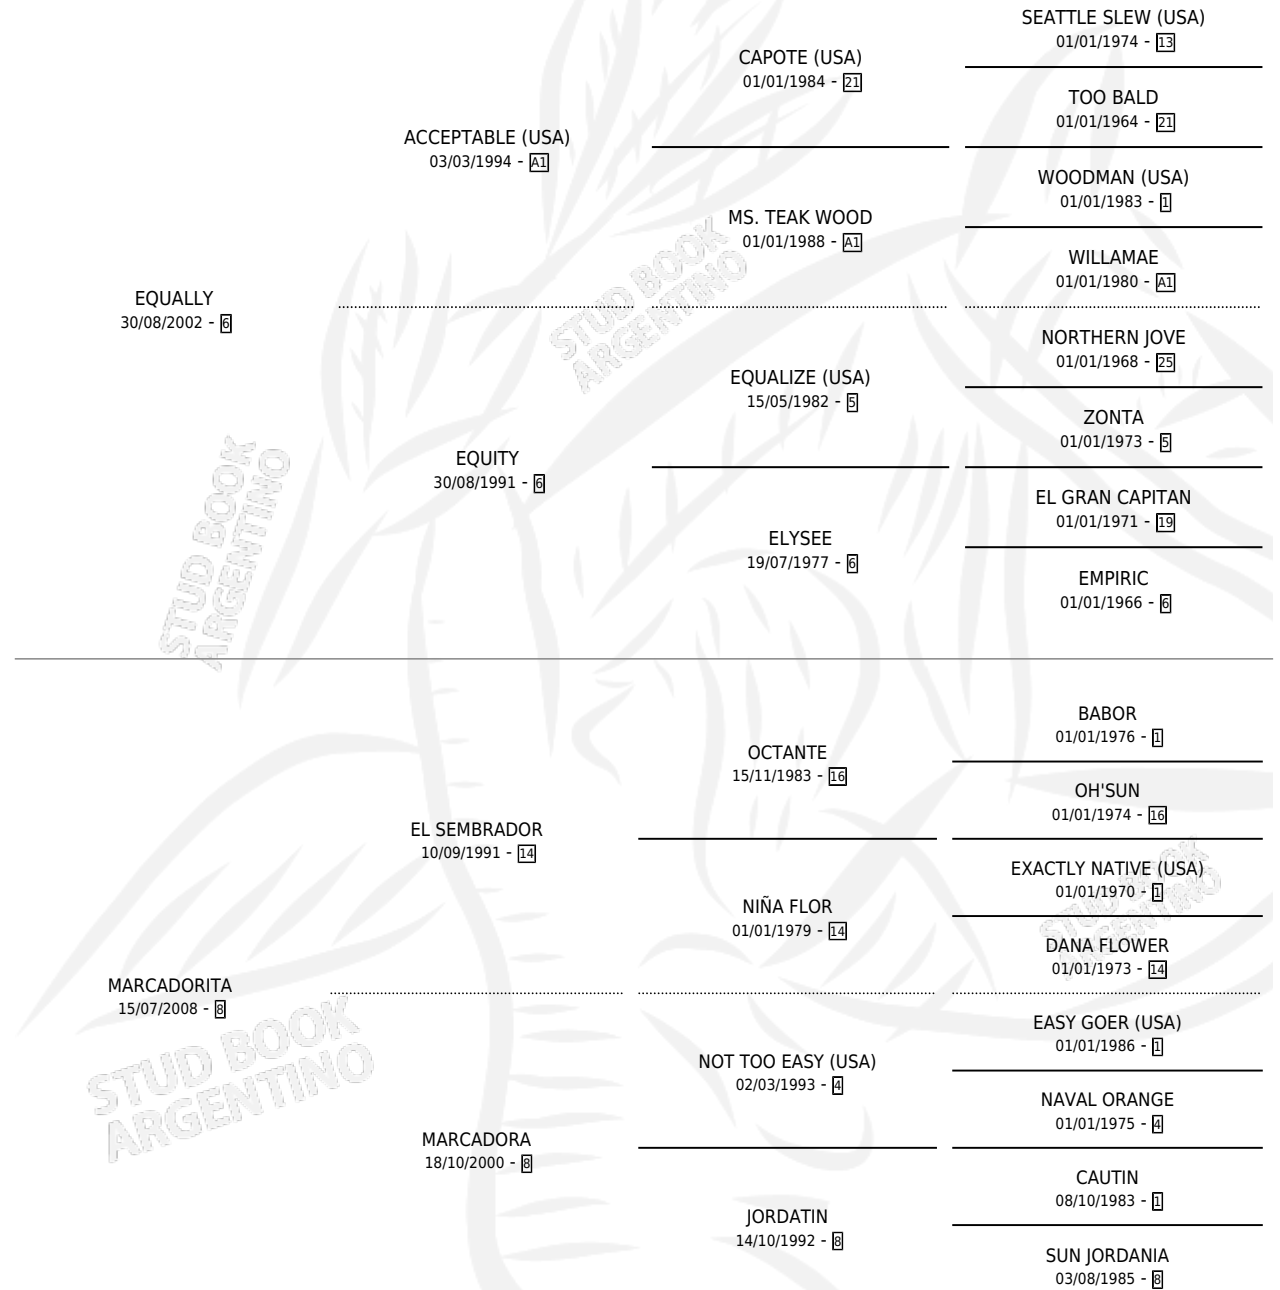 SEATTLE SLEW (USA)
01/01/1974 - 13
CAPOTE (USA)
01/01/1984 - 21
TOO BALD
01/01/1964 - 21
ACCEPTABLE (USA)
03/03/1994 - A1
WOODMAN (USA)
01/01/1983 - 1
MS. TEAK WOOD
01/01/1988 - A1
WILLAMAE
01/01/1980 - A1
EQUALLY
30/08/2002 - 6
NORTHERN JOVE
01/01/1968 - 25
EQUALIZE (USA)
15/05/1982 - 5
ZONTA
01/01/1973 - 5
EQUITY
30/08/1991 - 6
EL GRAN CAPITAN
01/01/1971 - 19
ELYSEE
19/07/1977 - 6
EMPIRIC
01/01/1966 - 6
STUD BOOK
ARGENTINO
STUD BOOK
ARGENTINO
BABOR
01/01/1976 - 1
OCTANTE
15/11/1983 - 16
OH'SUN
01/01/1974 - 16
EL SEMBRADOR
10/09/1991 - 14
EXACTLY NATIVE (USA)
01/01/1970 - 1
NIÑA FLOR
01/01/1979 - 14
DANA FLOWER
01/01/1973 - 14
MARCADORITA
15/07/2008 - 8
EASY GOER (USA)
01/01/1986 - 1
NOT TOO EASY (USA)
02/03/1993 - 4
NAVAL ORANGE
01/01/1975 - 4
MARCADORA
18/10/2000 - 8
CAUTIN
08/10/1983 - 1
JORDATIN
14/10/1992 - 8
SUN JORDANIA
03/08/1985 - 8
STUD BOOK
ARGENTINO
STUD BOOK
ARGENTINO